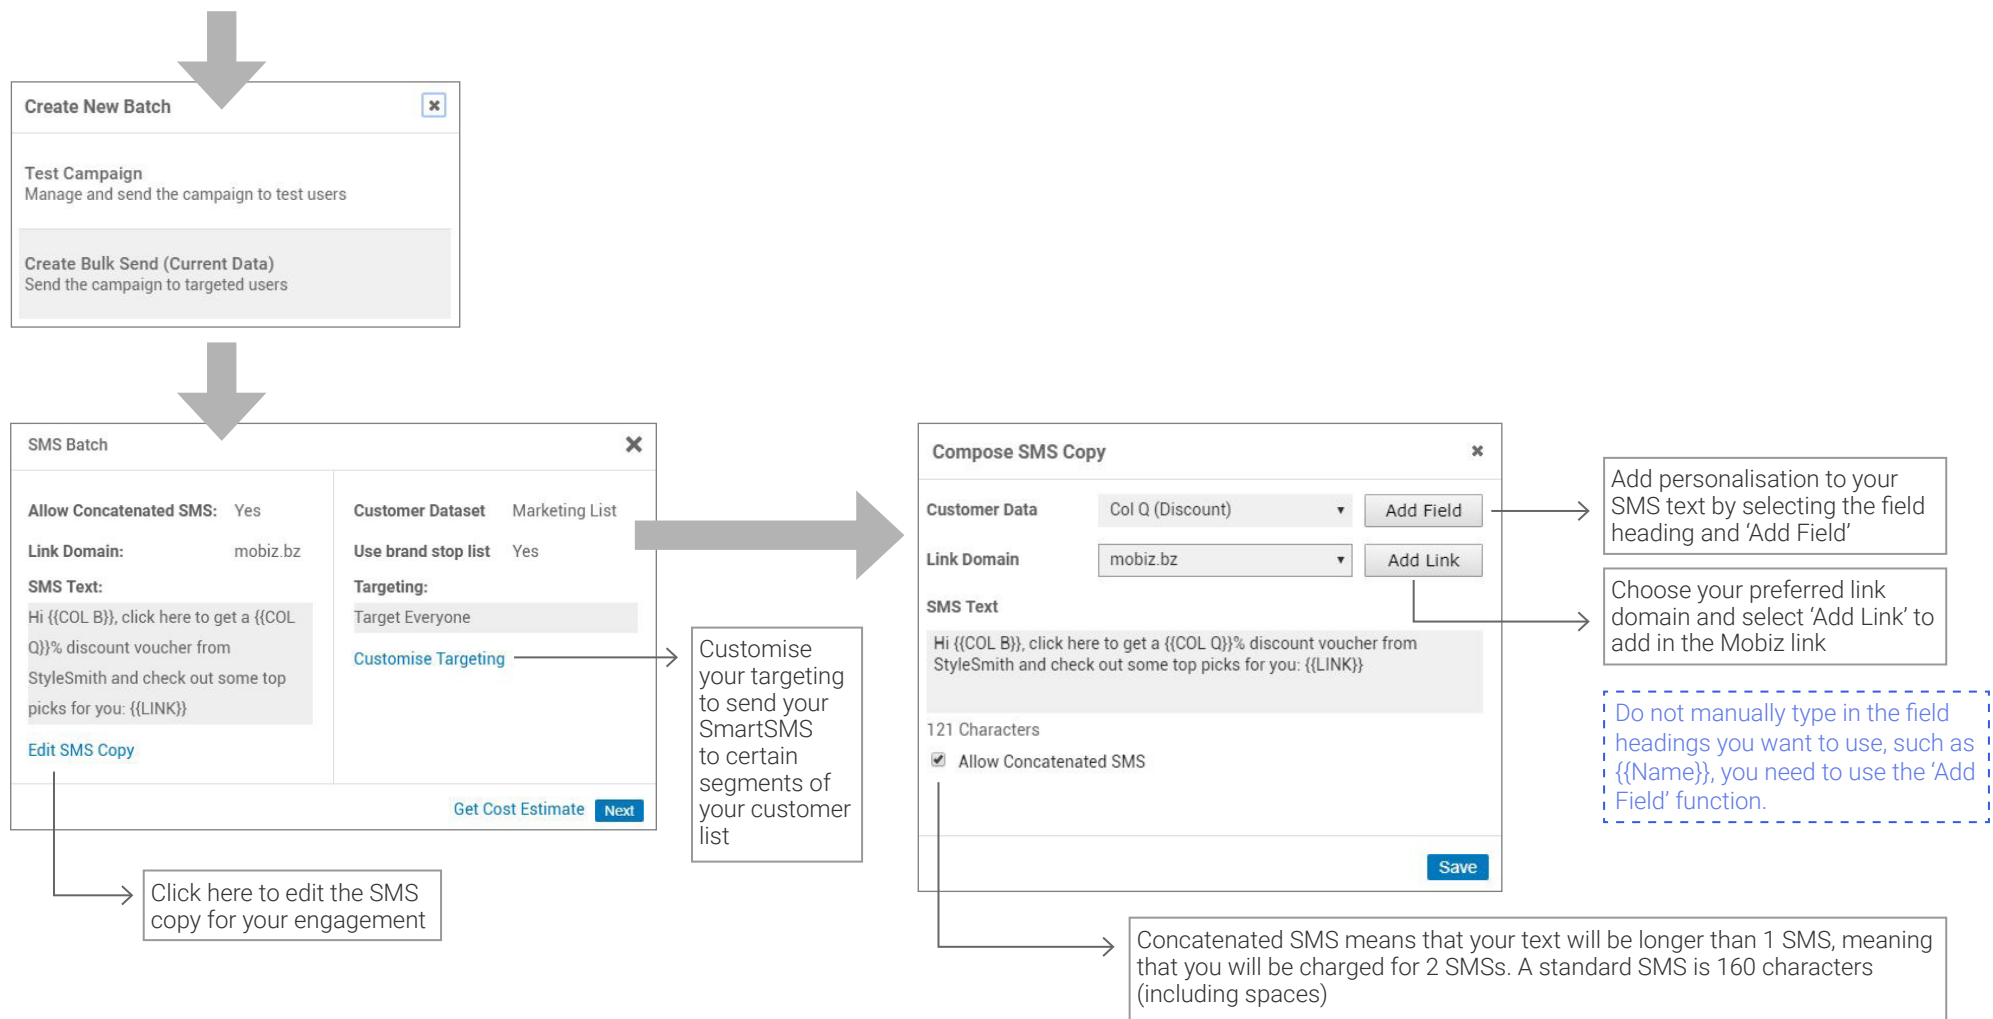 Create New Batch
Test Campaign
Manage and send the campaign to test users
Create Bulk Send (Current Data)
Send the campaign to targeted users
SMS Batch
Allow Concatenated SMS: Yes
Link Domain: mobiz.bz
SMS Text:
Hi {{COL B}}, click here to get a {{COL
Q}}% discount voucher from
StyleSmith and check out some top
picks for you: {{LINK}}
Edit SMS Copy
Customer Dataset Marketing List
Use brand stop list Yes
Targeting:
Target Everyone
Customise Targeting
Get Cost Estimate Next
Customise
your targeting
to send your
SmartSMS
to certain
segments of
your customer
list
Click here to edit the SMS
copy for your engagement
Compose SMS Copy
Customer Data Col Q (Discount) Add Field
Link Domain mobiz.bz Add Link
SMS Text
Hi {{COL B}}, click here to get a {{COL Q}}% discount voucher from
StyleSmith and check out some top picks for you: {{LINK}}
121 Characters
Allow Concatenated SMS
Save
Add personalisation to your
SMS text by selecting the field
heading and ‘Add Field’
Choose your preferred link
domain and select ‘Add Link’ to
add in the Mobiz link
Do not manually type in the field
headings you want to use, such as
{{Name}}, you need to use the ‘Add
Field’ function.
Concatenated SMS means that your text will be longer than 1 SMS, meaning
that you will be charged for 2 SMSs. A standard SMS is 160 characters
(including spaces)